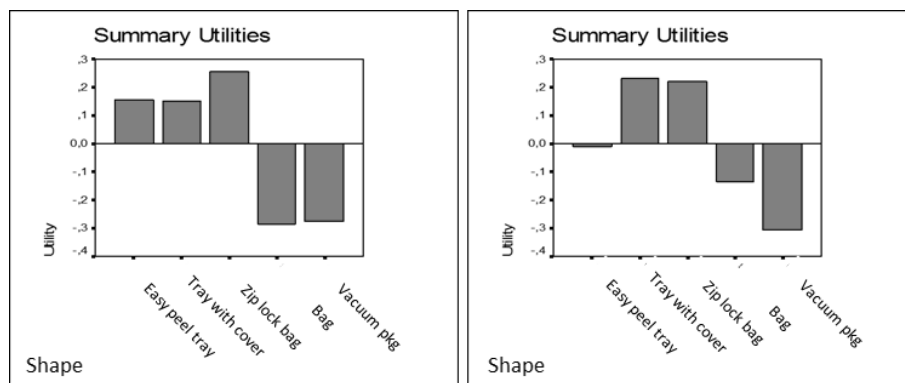 Summary Utilities
,3
,2
,1
0,0
-,1
-,2
-,3
-,4
Utility
Easy peel tray
Tray with cover
Zip lock bag
Bag
Vacuum pkg
Shape
Summary Utilities
,3
,2
,1
0,0
-,1
-,2
-,3
-,4
Utility
Easy peel tray
Tray with cover
Zip lock bag
Bag
Vacuum pkg
Shape